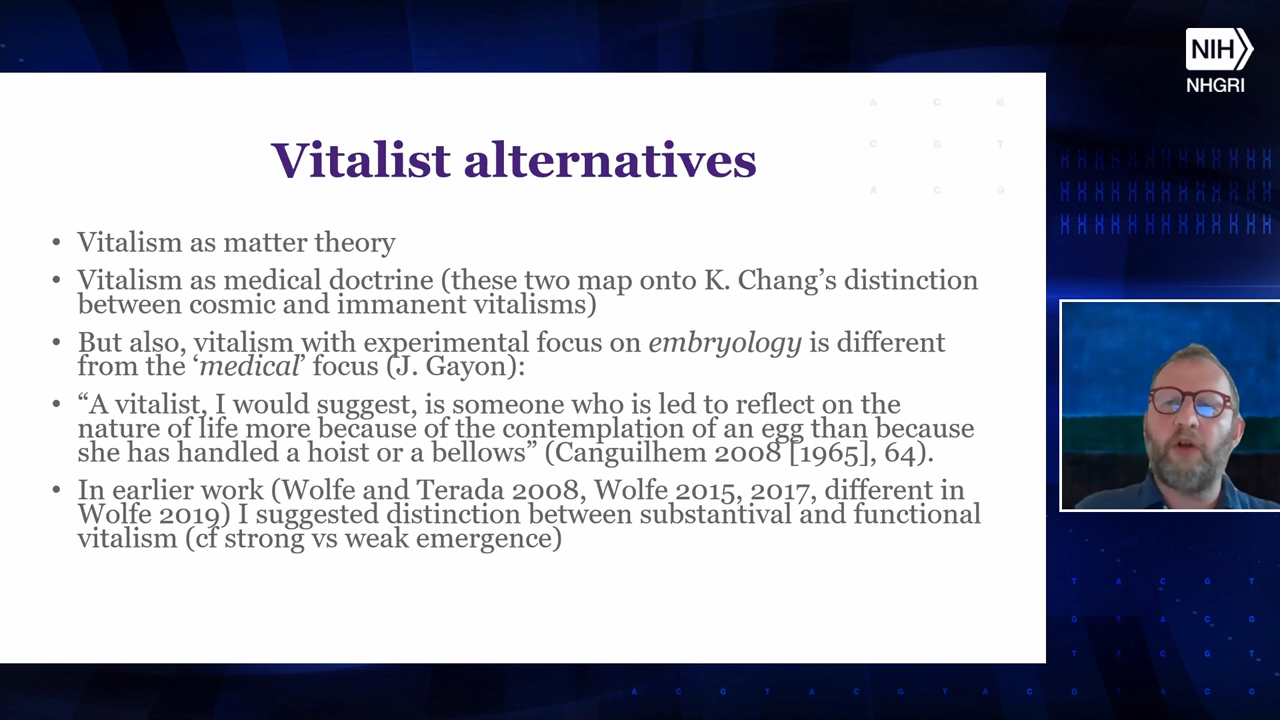 NIH
NHGRI
A C G
C G T
A C G
Vitalist alternatives
• Vitalism as matter theory
• Vitalism as medical doctrine (these two map onto K. Chang’s distinction
between cosmic and immanent vitalisms)
• But also, vitalism with experimental focus on embryology is different
from the ‘medical’ focus (J. Gayon):
• “A vitalist, I would suggest, is someone who is led to reflect on the
nature of life more because of the contemplation of an egg than because
she has handled a hoist or a bellows” (Canguilhem 2008 [1965], 64).
• In earlier work (Wolfe and Terada 2008, Wolfe 2015, 2017, different in
Wolfe 2019) I suggested distinction between substantival and functional
vitalism (cf strong vs weak emergence)
T A C G T
G T A C G
T A C G T
A C G T A C G T A C G T A C G